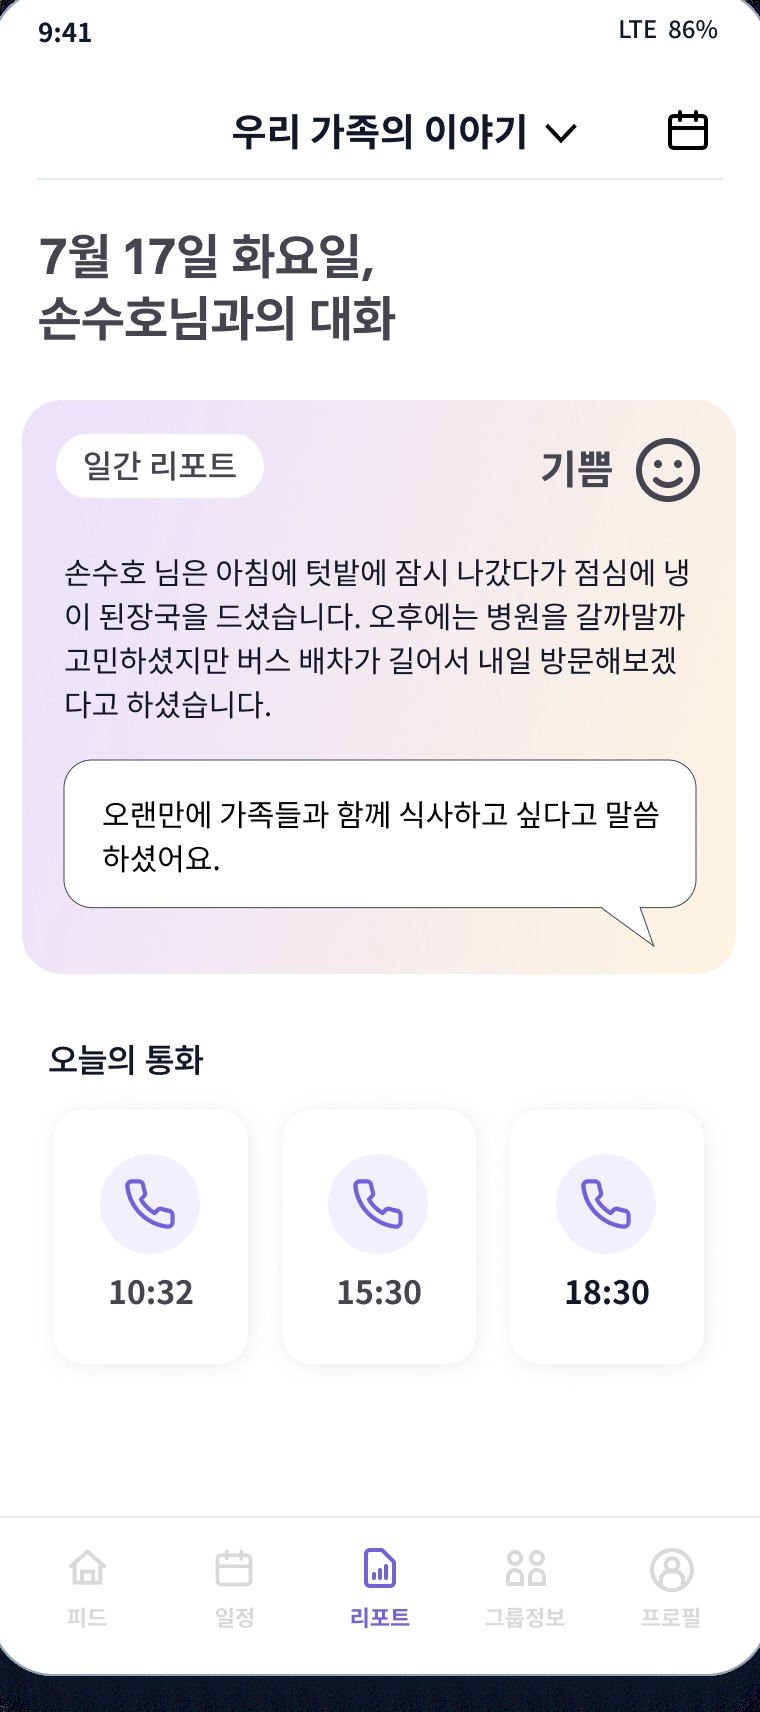 9:41
LTE 86%
우리 가족의 이야기
7월 17일 화요일,
손수호님과의 대화
일간 리포트
기쁨
손수호 님은 아침에 텃밭에 잠시 나갔다가 점심에 냉
이 된장국을 드셨습니다. 오후에는 병원을 갈까말까
고민하셨지만 버스 배차가 길어서 내일 방문해보겠
다고 하셨습니다.
오랜만에 가족들과 함께 식사하고 싶다고 말씀
하셨어요.
오늘의 통화
10:32
15:30
18:30
피드
일정
리포트
그룹정보
프로필